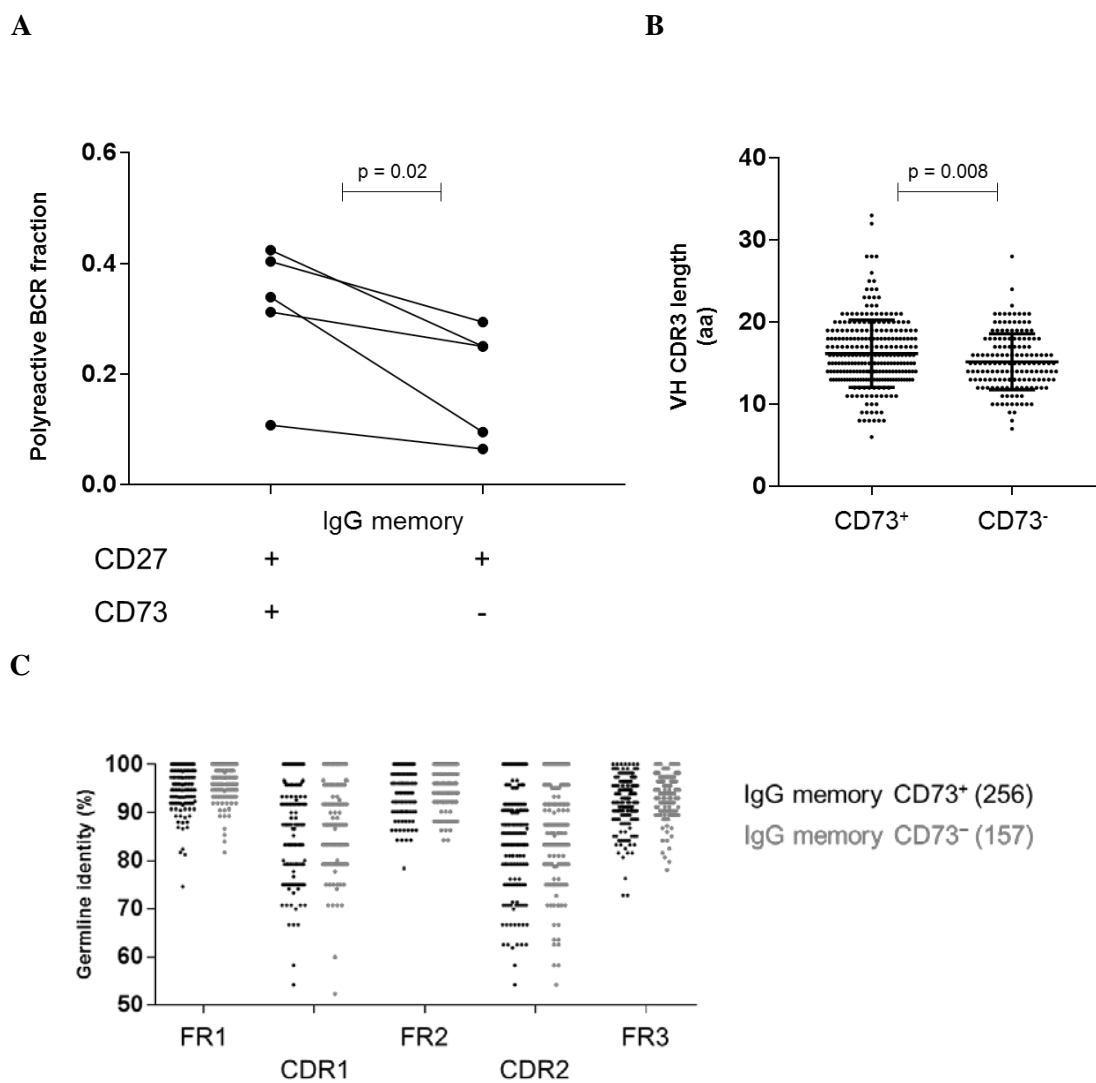 A
Polyreactive BCR fraction
0.6
0.4
0.2
0.0
p = 0.02
IgG memory
CD27 + +
CD73 + -
B
VH CDR3 length
(aa)
40
30
20
10
0
p = 0.008
CD73⁺ CD73⁻
C
Germline identity (%)
100
90
80
70
60
50
FR1 FR2 FR3
CDR1 CDR2
IgG memory CD73⁺ (256)
IgG memory CD73⁻ (157)